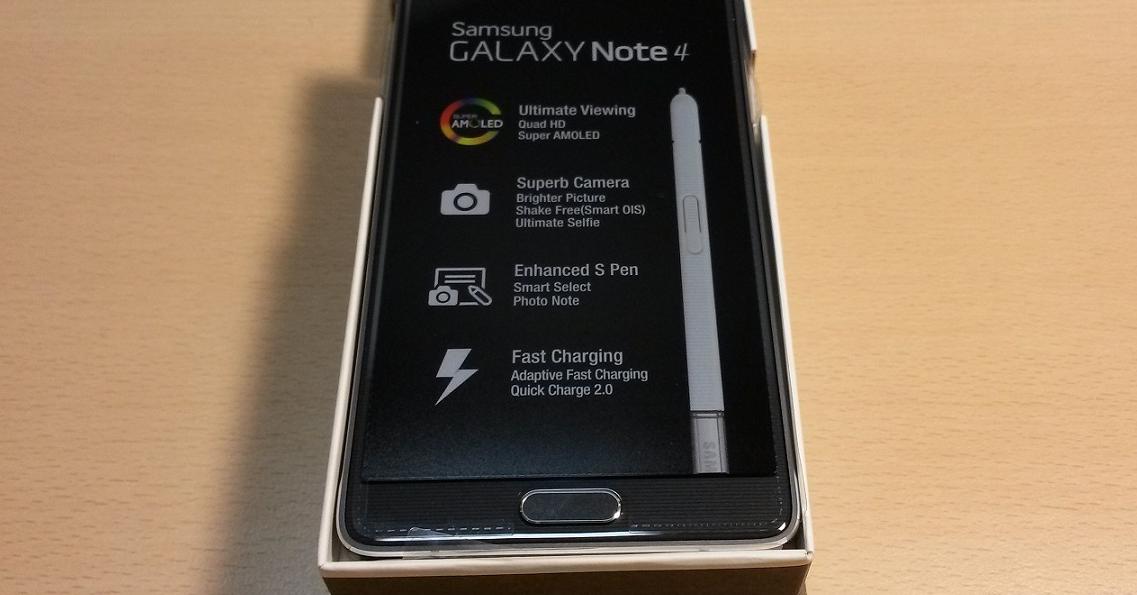 Samsung
GALAXY Note 4
SUPER
AMOLED
Ultimate Viewing
Quad HD
Super AMOLED
Superb Camera
Brighter Picture
Shake Free(Smart OIS)
Ultimate Selfie
Enhanced S Pen
Smart Select
Photo Note
Fast Charging
Adaptive Fast Charging
Quick Charge 2.0
SAM